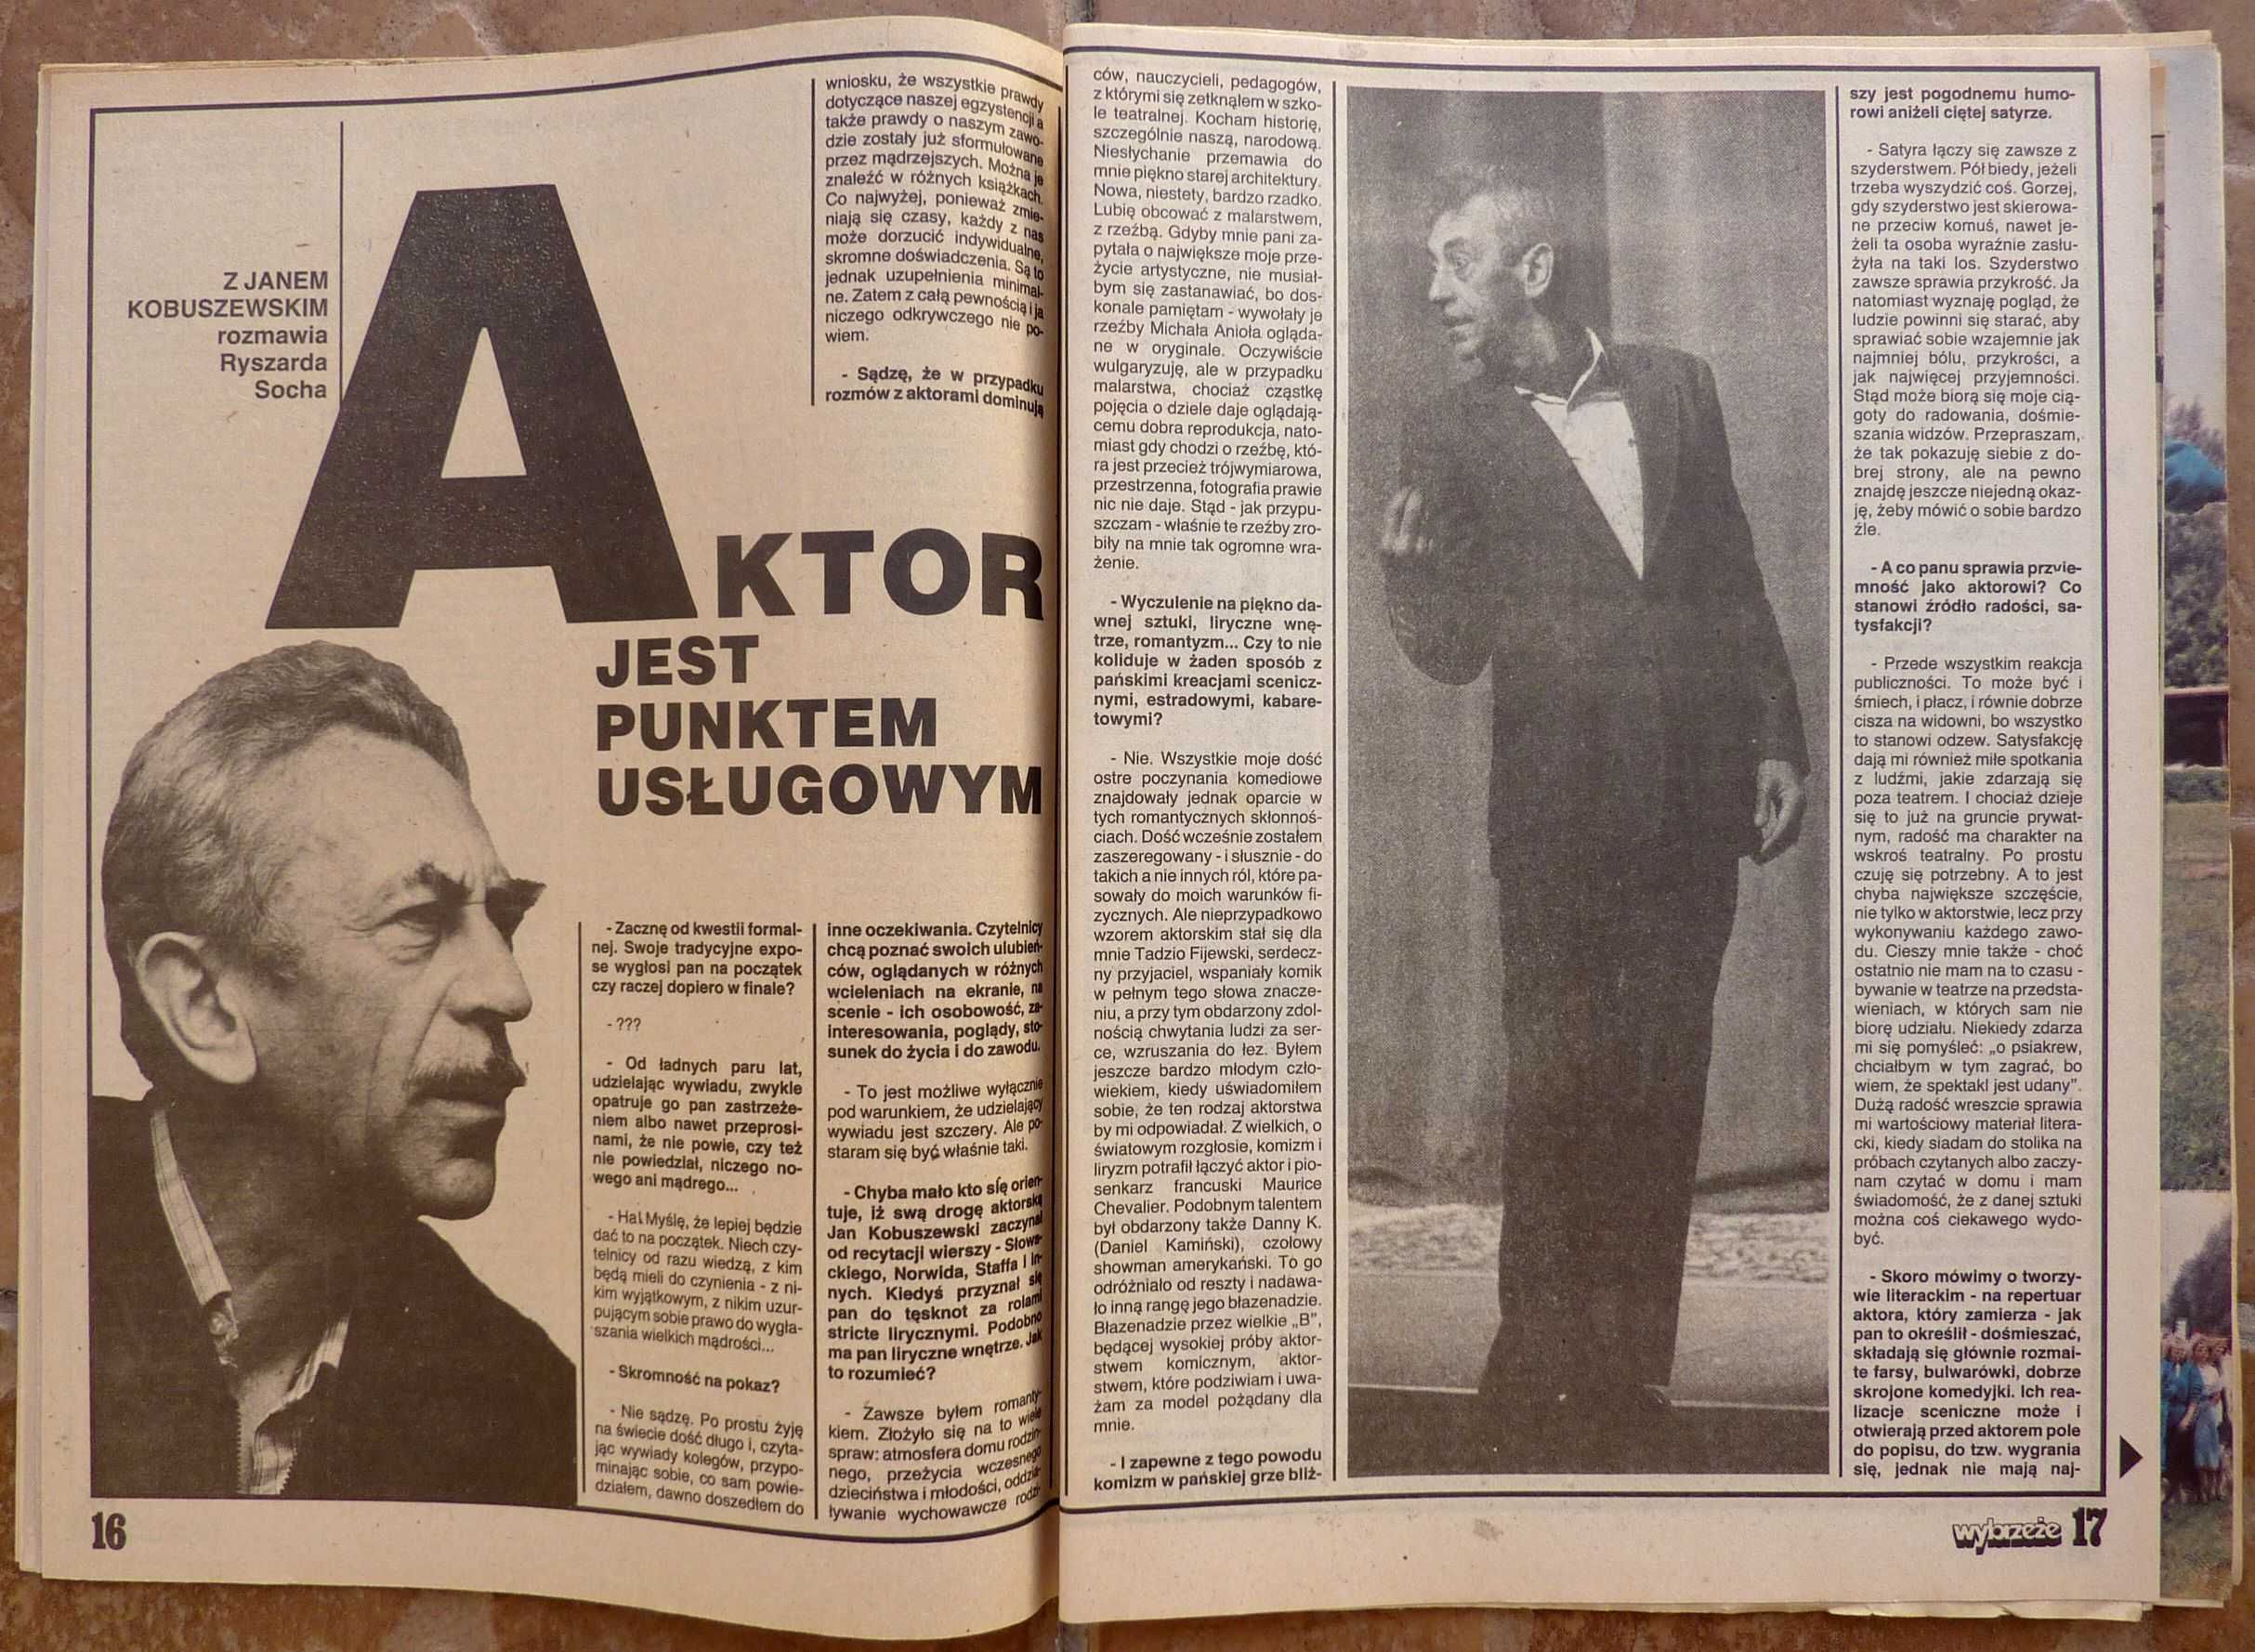 Z JANEM
KOBUSZEWSKIM
rozmawia
Ryszarda
Socha
AKTOR
JEST
PUNKTEM
USŁUGOWYM
- Zacznę od kwestii formal-
nej. Swoje tradycyjne expo-
se wygłosi pan na początek
czy raczej dopiero w finale?
- ???
- Od ładnych paru lat,
udzielając wywiadu, zwykle
opatruje go pan zastrzeże-
niem albo nawet przeprosi-
nami, że nie powie, czy też
nie powiedział, niczego no-
wego ani mądrego...
- Ha! Myślę, że lepiej będzie
dać to na początek. Niech czy-
telnicy od razu wiedzą, z kim
będą mieli do czynienia - z ni-
kim wyjątkowym, z nikim uzur-
pującym sobie prawo do wygła-
szania wielkich mądrości...
- Skromność na pokaz?
- Nie sądzę. Po prostu żyję
na świecie dość długo i, czyta-
jąc wywiady kolegów, przypo-
minając sobie, co sam powie-
działem, dawno doszedłem do
wniosku, że wszystkie prawdy
dotyczące naszej egzystencji a
także prawdy o naszym zawo-
dzie zostały już sformułowane
przez mądrzejszych. Można je
znaleźć w różnych książkach.
Co najwyżej, ponieważ zmie-
niają się czasy, każdy z nas
może dorzucić indywidualne,
skromne doświadczenia. Są to
jednak uzupełnienia minimal-
ne. Zatem z całą pewnością i ja
niczego odkrywczego nie po-
wiem.
- Sądzę, że w przypadku
rozmów z aktorami dominują
inne oczekiwania. Czytelnicy
chcą poznać swoich ulubień-
ców, oglądanych w różnych
wcieleniach na ekranie, na
scenie - ich osobowość, za-
interesowania, poglądy, sto-
sunek do życia i do zawodu.
- To jest możliwe wyłącznie
pod warunkiem, że udzielający
wywiadu jest szczery. Ale po-
staram się być właśnie taki.
- Chyba mało kto się orien-
tuje, iż swą drogę aktorską
Jan Kobuszewski zaczynał
od recytacji wierszy - Słowa-
ckiego, Norwida, Staffa i in-
nych. Kiedyś przyznał się
pan do tęsknot za rolami
stricte lirycznymi. Podobno
ma pan liryczne wnętrze. Jak
to rozumieć?
- Zawsze byłem romanty-
kiem. Złożyło się na to wiele
spraw: atmosfera domu rodzin-
nego, przeżycia wczesnego
dzieciństwa i młodości, oddzia-
ływanie wychowawcze rodzi-
ców, nauczycieli, pedagogów,
z którymi się zetknąłem w szko-
le teatralnej. Kocham historię,
szczególnie naszą, narodową.
Niesłychanie przemawia do
mnie piękno starej architektury.
Nowa, niestety, bardzo rzadko.
Lubię obcować z malarstwem,
z rzeźbą. Gdyby mnie pani za-
pytała o największe moje prze-
życie artystyczne, nie musiał-
bym się zastanawiać, bo dos-
konale pamiętam - wywołały je
rzeźby Michała Anioła ogląda-
ne w oryginale. Oczywiście
wulgaryzuję, ale w przypadku
malarstwa, chociaż cząstkę
pojęcia o dziele daje oglądają-
cemu dobra reprodukcja, nato-
miast gdy chodzi o rzeźbę, któ-
ra jest przecież trójwymiarowa,
przestrzenna, fotografia prawie
nic nie daje. Stąd - jak przypu-
szczam - właśnie te rzeźby zro-
biły na mnie tak ogromne wra-
żenie.
- Wyczulenie na piękno da-
wnej sztuki, liryczne wnę-
trze, romantyzm... Czy to nie
koliduje w żaden sposób z
pańskimi kreacjami scenicz-
nymi, estradowymi, kabare-
towymi?
- Nie. Wszystkie moje dość
ostre poczynania komediowe
znajdowały jednak oparcie w
tych romantycznych skłonnoś-
ciach. Dość wcześnie zostałem
zaszeregowany - i słusznie - do
takich a nie innych ról, które pa-
sowały do moich warunków fi-
zycznych. Ale nieprzypadkowo
wzorem aktorskim stał się dla
mnie Tadzio Fijewski, serdecz-
ny przyjaciel, wspaniały komik
w pełnym tego słowa znacze-
niu, a przy tym obdarzony zdol-
nością chwytania ludzi za ser-
ce, wzruszania do łez. Byłem
jeszcze bardzo młodym czło-
wiekiem, kiedy uświadomiłem
sobie, że ten rodzaj aktorstwa
by mi odpowiadał. Z wielkich, o
światowym rozgłosie, komizm i
liryzm potrafił łączyć aktor i pio-
senkarz francuski Maurice
Chevalier. Podobnym talentem
był obdarzony także Danny K.
(Daniel Kamiński), czołowy
showman amerykański. To go
odróżniało od reszty i nadawa-
ło inną rangę jego błazenadzie.
Błazenadzie przez wielkie „B”,
będącej wysokiej próby aktor-
stwem komicznym, aktor-
stwem, które podziwiam i uwa-
żam za model pożądany dla
mnie.
- I zapewne z tego powodu
komizm w pańskiej grze bliż-
szy jest pogodnemu humo-
rowi aniżeli ciętej satyrze.
- Satyra łączy się zawsze z
szyderstwem. Pół biedy, jeżeli
trzeba wyszydzić coś. Gorzej,
gdy szyderstwo jest skierowa-
ne przeciw komuś, nawet je-
żeli ta osoba wyraźnie zasłu-
żyła na taki los. Szyderstwo
zawsze sprawia przykrość. Ja
natomiast wyznaję pogląd, że
ludzie powinni się starać, aby
sprawiać sobie wzajemnie jak
najmniej bólu, przykrości, a
jak najwięcej przyjemności.
Stąd może biorą się moje cią-
goty do radowania, dośmie-
szania widzów. Przepraszam,
że tak pokazuję siebie z do-
brej strony, ale na pewno
znajdę jeszcze niejedną okaz-
ję, żeby mówić o sobie bardzo
źle.
- A co panu sprawia przyje-
mność jako aktorowi? Co
stanowi źródło radości, sa-
tysfakcji?
- Przede wszystkim reakcja
publiczności. To może być i
śmiech, i płacz, i równie dobrze
cisza na widowni, bo wszystko
to stanowi odzew. Satysfakcję
dają mi również miłe spotkania
z ludźmi, jakie zdarzają się
poza teatrem. I chociaż dzieje
się to już na gruncie prywat-
nym, radość ma charakter na
wskroś teatralny. Po prostu
czuję się potrzebny. A to jest
chyba największe szczęście,
nie tylko w aktorstwie, lecz przy
wykonywaniu każdego zawo-
du. Cieszy mnie także - choć
ostatnio nie mam na to czasu -
bywanie w teatrze na przedsta-
wieniach, w których sam nie
biorę udziału. Niekiedy zdarza
mi się pomyśleć: „o psiakrew,
chciałbym w tym zagrać, bo
wiem, że spektakl jest udany”.
Dużą radość wreszcie sprawia
mi wartościowy materiał litera-
cki, kiedy siadam do stolika na
próbach czytanych albo zaczy-
nam czytać w domu i mam
świadomość, że z danej sztuki
można coś ciekawego wydo-
być.
- Skoro mówimy o tworzy-
wie literackim - na repertuar
aktora, który zamierza - jak
pan to określił - dośmieszać,
składają się głównie rozmai-
te farsy, bulwarówki, dobrze
skrojone komedyjki. Ich rea-
lizacje sceniczne może i
otwierają przed aktorem pole
do popisu, do tzw. wygrania
się, jednak nie mają naj-
16
wybrzeże 17